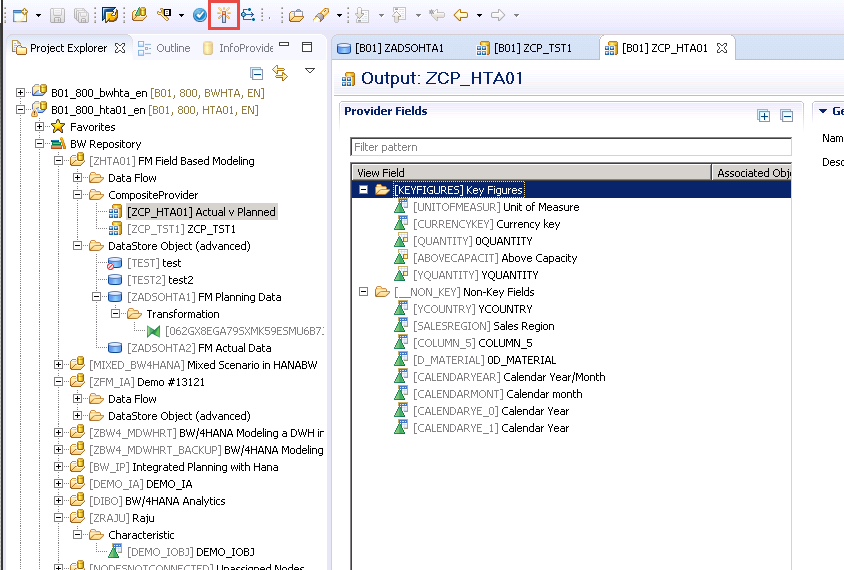 Project Explorer
Outline
InfoProvide
B01_800_bwhta_en [B01, 800, BWHTA, EN]
B01_800_hta01_en [B01, 800, HTA01, EN]
Favorites
BW Repository
[ZHTA01] FM Field Based Modeling
Data Flow
CompositeProvider
[ZCP_HTA01] Actual v Planned
[ZCP_TST1] ZCP_TST1
DataStore Object (advanced)
[TEST] test
[TEST2] test2
[ZADSOHTA1] FM Planning Data
Transformation
[062GX8EGA79SXMK59ESMU6B7
[ZADSOHTA2] FM Actual Data
[MIXED_BW4HANA] Mixed Scenario in HANABW
[ZFM_IA] Demo #13121
Data Flow
DataStore Object (advanced)
[ZBW4_MDWHRT] BW/4HANA Modeling a DWH in
[ZBW4_MDWHRT_BACKUP] BW/4HANA Modeling
[BW_IP] Integrated Planning with Hana
[DEMO_IA] DEMO_IA
[DIBO] BW/4HANA Analytics
[ZRAJU] Raju
Characteristic
[DEMO_IOBJ] DEMO_IOBJ
[NODESNOTCONNECTED] Unassigned Nodes
[B01] ZADSOHTA1
[B01] ZCP_TST1
[B01] ZCP_HTA01
Output: ZCP_HTA01
Provider Fields
Filter pattern
View Field
Associated Obje
[KEYFIGURES] Key Figures
[UNITOFMEASUR] Unit of Measure
[CURRENCYKEY] Currency key
[QUANTITY] 0QUANTITY
[ABOVECAPACIT] Above Capacity
[YQUANTITY] YQUANTITY
[__NON_KEY] Non-Key Fields
[YCOUNTRY] YCOUNTRY
[SALESREGION] Sales Region
[COLUMN_5] COLUMN_5
[D_MATERIAL] 0D_MATERIAL
[CALENDARYEAR] Calendar Year/Month
[CALENDARMONT] Calendar month
[CALENDARYE_0] Calendar Year
[CALENDARYE_1] Calendar Year
Ge
Nam
Desc